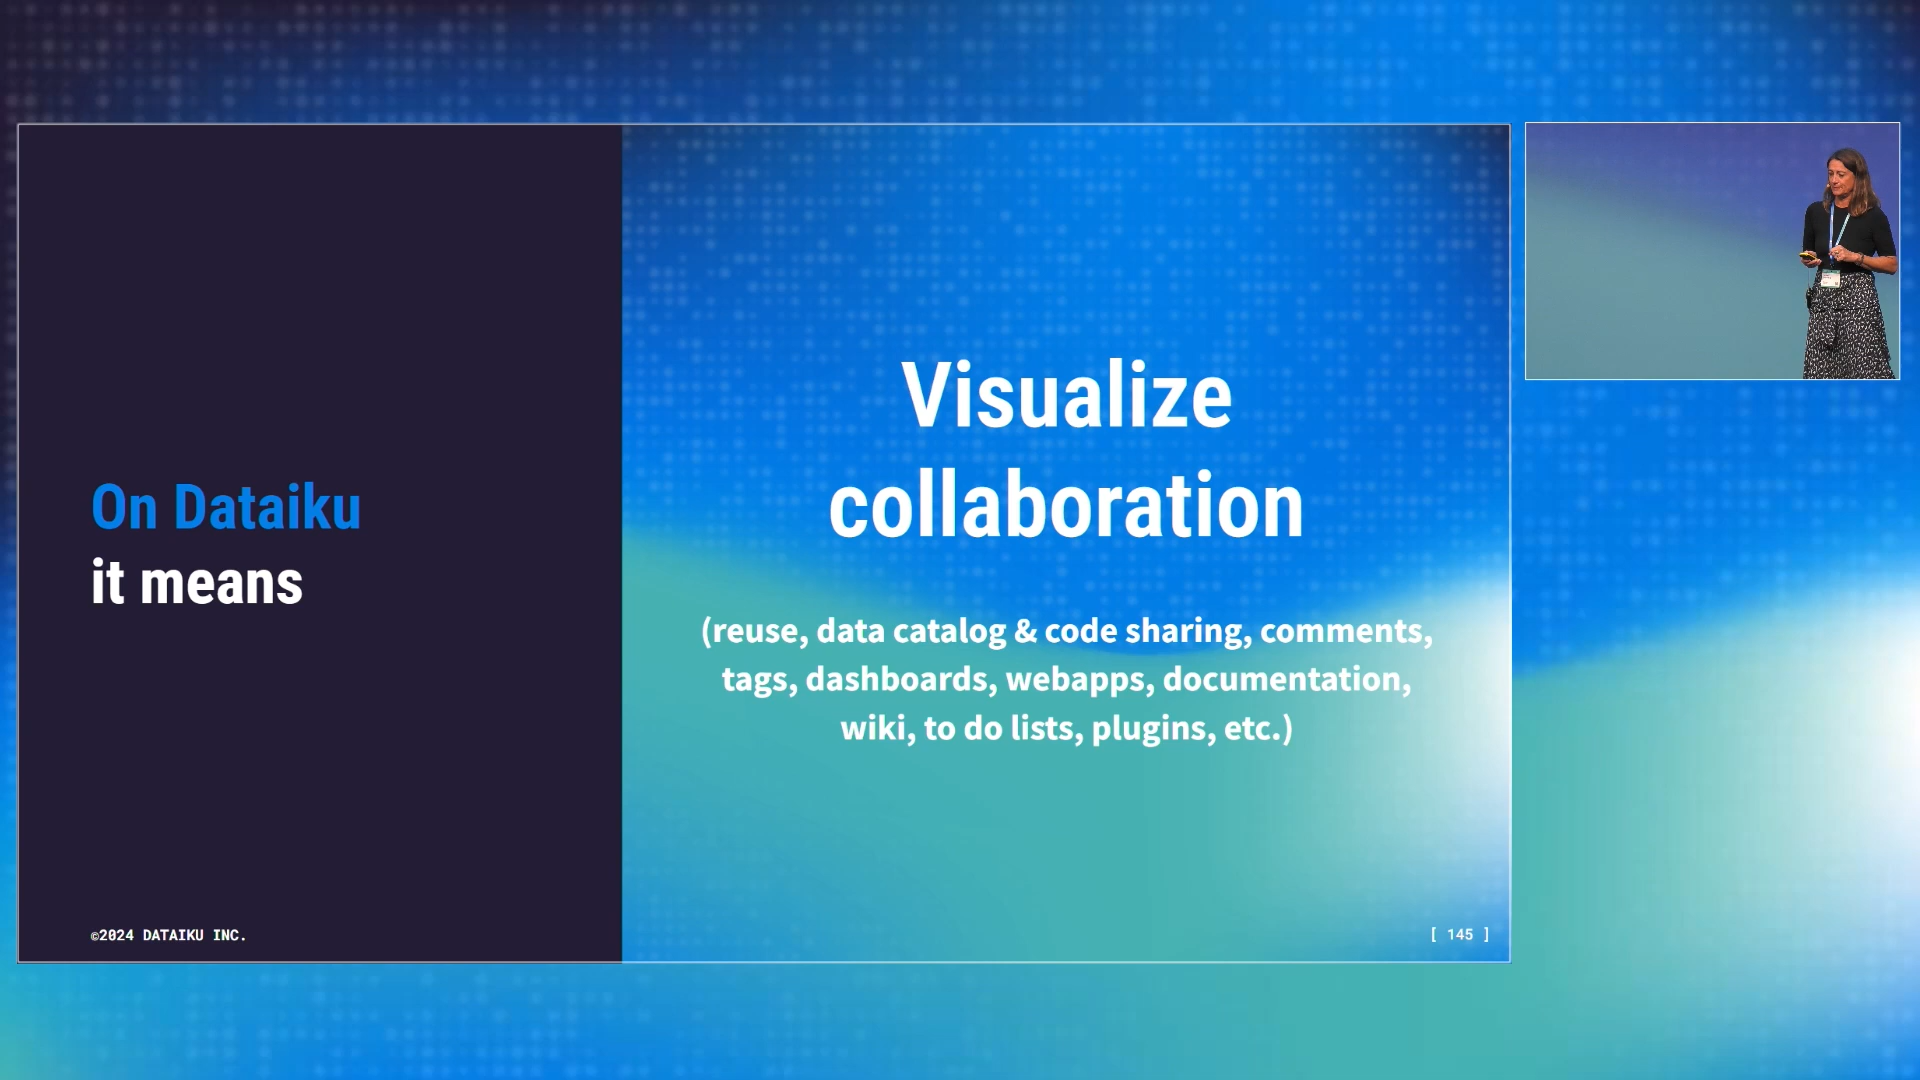 On Dataiku
it means
Visualize
collaboration
(reuse, data catalog & code sharing, comments,
tags, dashboards, webapps, documentation,
wiki, to do lists, plugins, etc.)
©2024 DATAIKU INC.
[ 145 ]